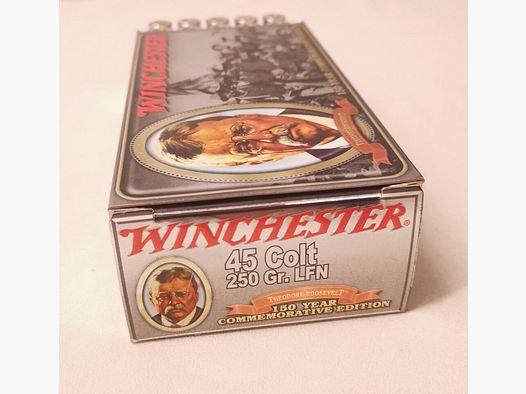 WINCHESTER
WINCHESTER®
45 Colt
250 Gr. LFN
THEODORE ROOSEVELT
150 YEAR
COMMEMORATIVE EDITION